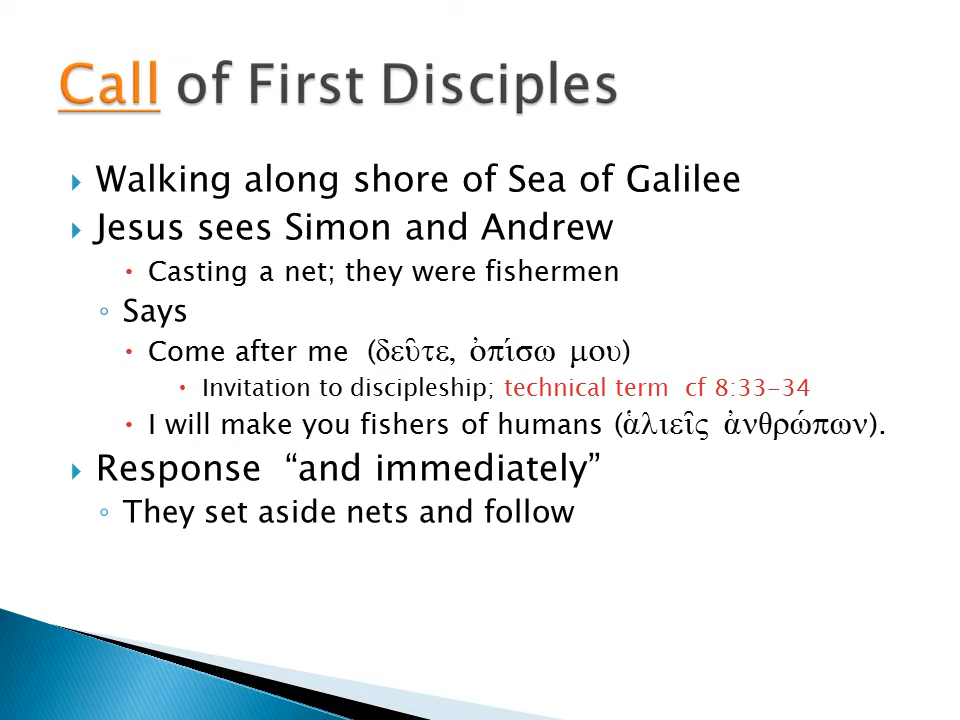 Call of First Disciples
Walking along shore of Sea of Galilee
Jesus sees Simon and Andrew
Casting a net; they were fishermen
Says
Come after me (δεῦτε, ὀπίσω μου)
Invitation to discipleship; technical term cf 8:33-34
I will make you fishers of humans (ἁλιεῖς ἀνθρώπων).
Response “and immediately”
They set aside nets and follow